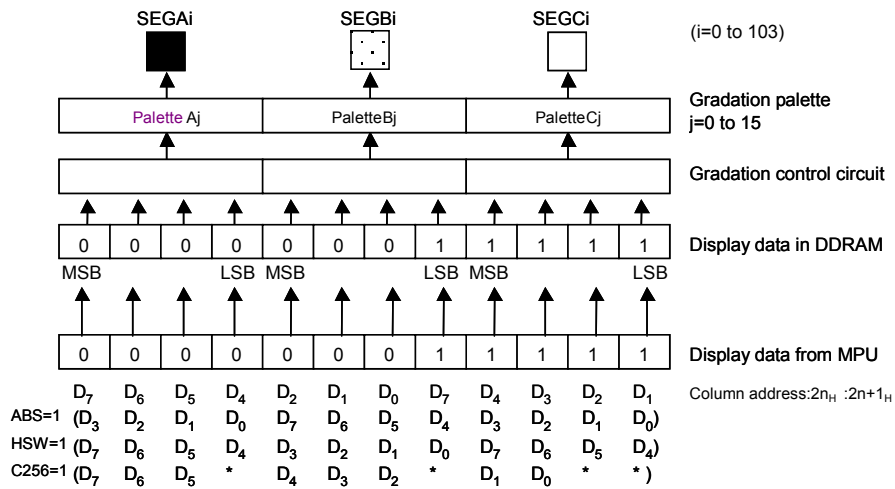 SEGAi SEGBi SEGCi
(i=0 to 103)
Gradation palette
Palette Aj PaletteBj PaletteCj j=0 to 15
Gradation control circuit
0 0 0 0 0 0 0 1 1 1 1 1 Display data in DDRAM
MSB LSB MSB LSB MSB LSB
0 0 0 0 0 0 0 1 1 1 1 1 Display data from MPU
D7 D6 D5 D4 D2 D1 D0 D7 D4 D3 D2 D1 Column address:2nH :2n+1H
ABS=1 (D3 D2 D1 D0 D7 D6 D5 D4 D3 D2 D1 D0)
HSW=1 (D7 D6 D5 D4 D3 D2 D1 D0 D7 D6 D5 D4)
C256=1 (D7 D6 D5 * D4 D3 D2 * D1 D0 * * )